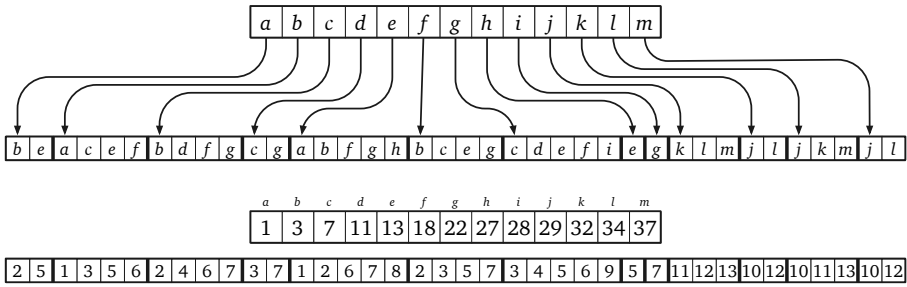 a b c d e f g h i j k l m
b e a c e f b d f g c g a b f g h b c e g c d e f i e g k l m j l j k m j l
a b c d e f g h i j k l m
1 3 7 11 13 18 22 27 28 29 32 34 37
2 5 1 3 5 6 2 4 6 7 3 7 1 2 6 7 8 2 3 5 7 3 4 5 6 9 5 7 11 12 13 10 12 10 11 13 10 12